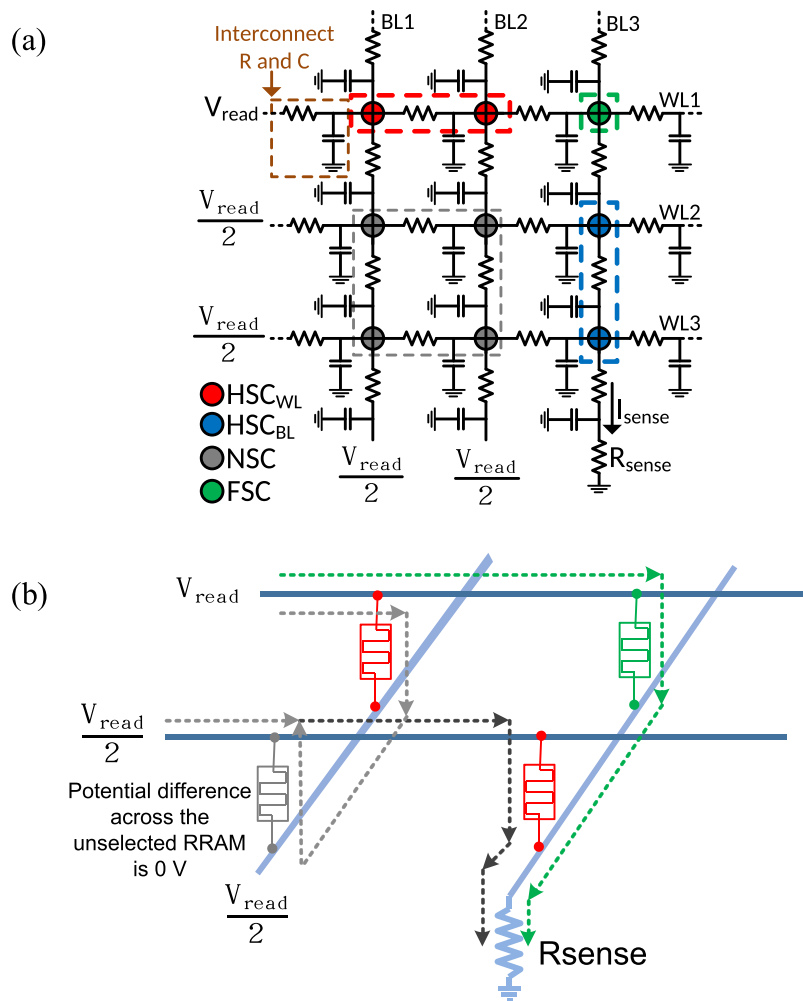 (a)
BL1
BL2
BL3
Interconnect
R and C
Vread
WL1
Vread
2
WL2
Vread
2
WL3
HSCWL
HSCBL
NSC
FSC
Isense
Rsense
Vread
2
Vread
2
(b)
Vread
Vread
2
Potential difference
across the
unselected RRAM
is 0 V
Vread
2
Rsense